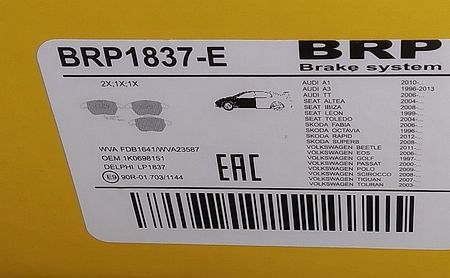 BRP1837-E
BRP
Brake system
2X;1X;1X
WVA FDB1641/WVA23587
OEM:1K0698151
DELPHI :LP1837
E9 90R-01.703/1144
EAC
AUDI A1 2010-...
AUDI A3 1996-2013
AUDI TT 2006-...
SEAT ALTEA 2004-...
SEAT IBIZA 2008-...
SEAT LEON 1999-...
SEAT TOLEDO 2004-...
SKODA FABIA 2006-...
SKODA OCTAVIA 1996-...
SKODA RAPID 2012-...
SKODA SUPERB 2008-...
VOLKSWAGEN BEETLE 2011-...
VOLKSWAGEN EOS 2006-...
VOLKSWAGEN GOLF 1997-...
VOLKSWAGEN PASSAT 2005-...
VOLKSWAGEN POLO 2009-...
VOLKSWAGEN SCIROCCO 2008-...
VOLKSWAGEN TIGUAN 2007-...
VOLKSWAGEN TOURAN 2003-...